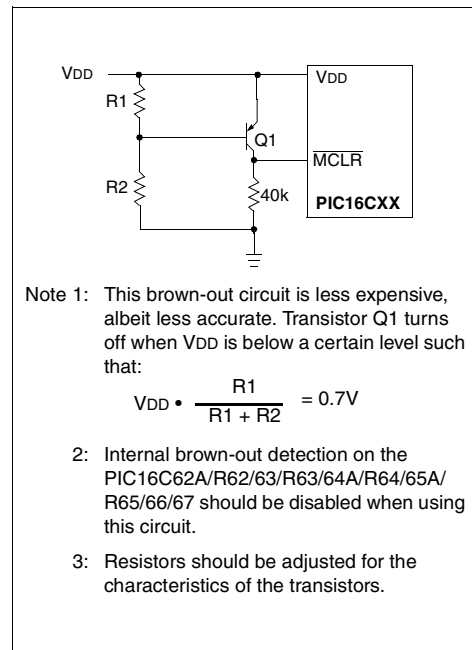 VDD
VDD
R1
Q1
MCLR
R2
40k
PIC16CXX
Note 1: This brown-out circuit is less expensive,
albeit less accurate. Transistor Q1 turns
off when VDD is below a certain level such
that:
VDD • R1 / R1 + R2 = 0.7V
2: Internal brown-out detection on the
PIC16C62A/R62/63/R63/64A/R64/65A/
R65/66/67 should be disabled when using
this circuit.
3: Resistors should be adjusted for the
characteristics of the transistors.